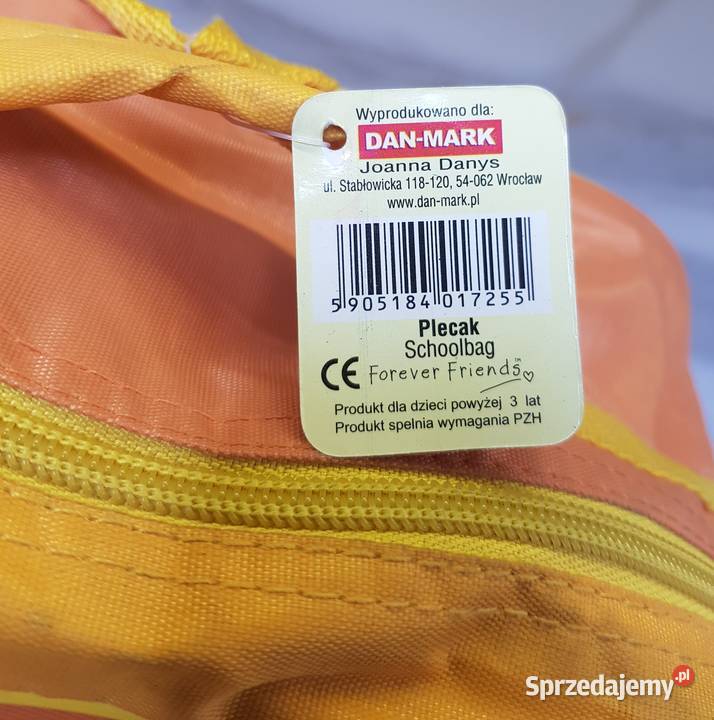 Wyprodukowano dla:
DAN-MARK
Joanna Danys
ul. Stabłowicka 118-120, 54-062 Wrocław
www.dan-mark.pl
5 905184 017255
Plecak
Schoolbag
CE Forever Friends™
Produkt dla dzieci powyżej 3 lat
Produkt spełnia wymagania PZH
Sprzedajemy.pl